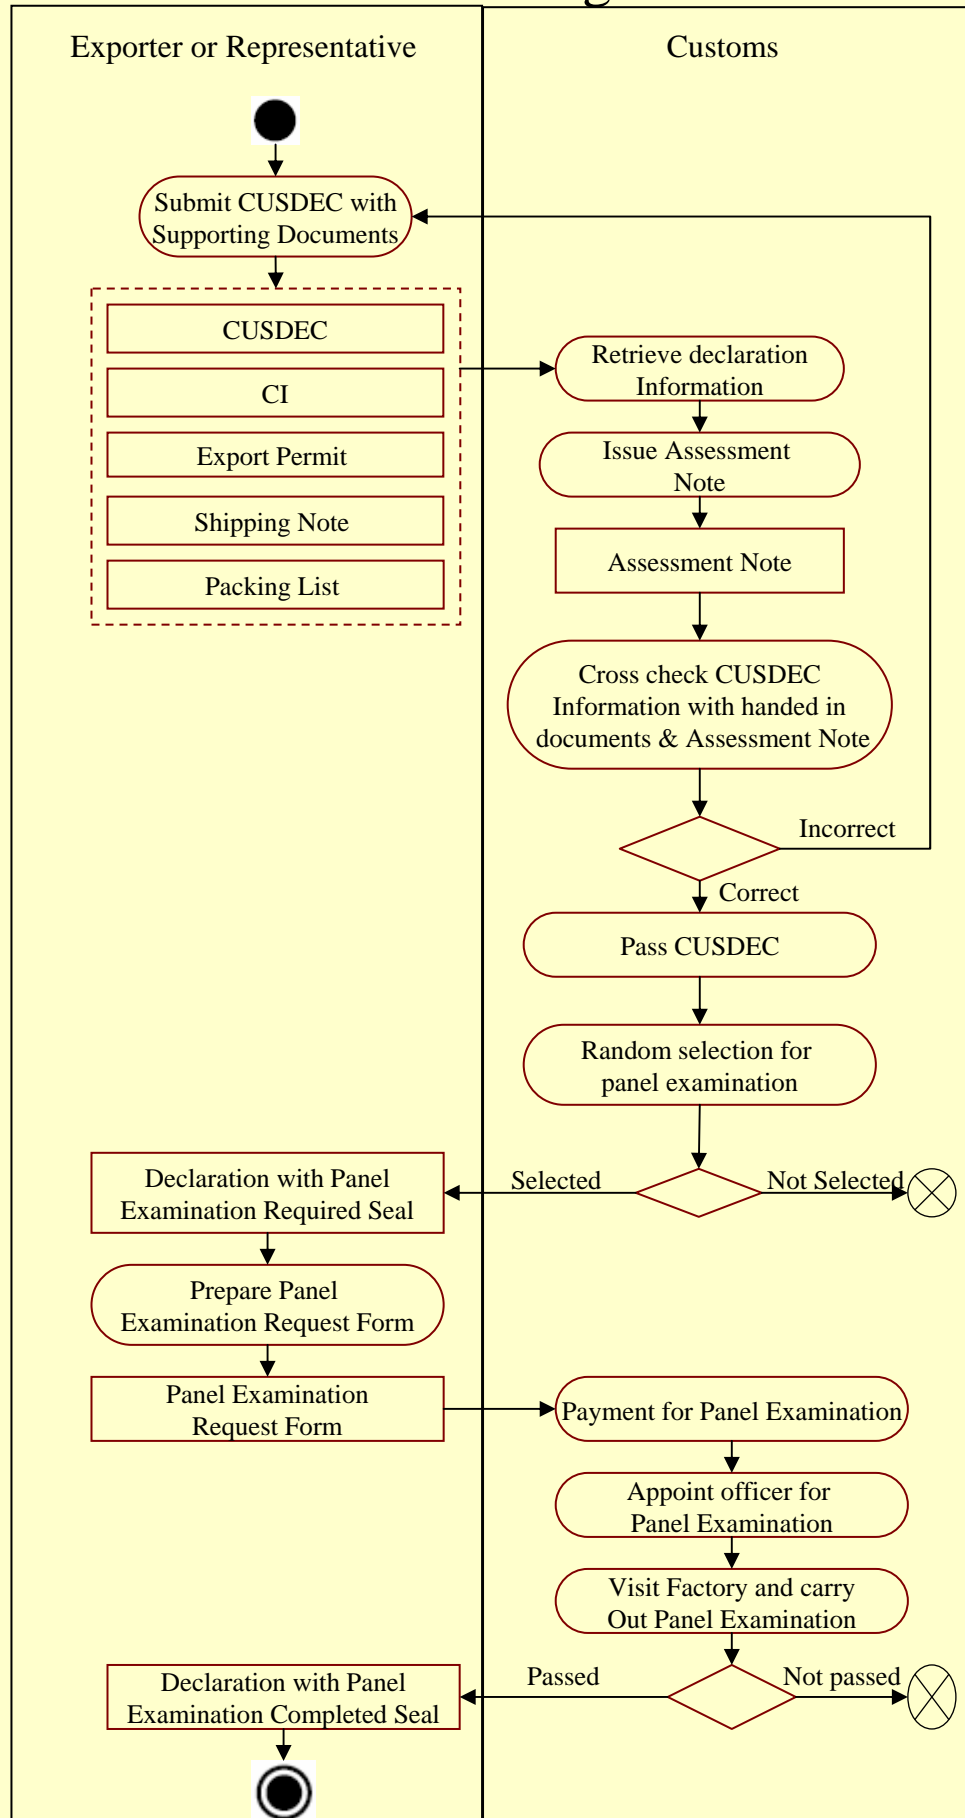 Exporter or Representative
Customs
Submit CUSDEC with
Supporting Documents
CUSDEC
CI
Export Permit
Shipping Note
Packing List
Retrieve declaration
Information
Issue Assessment
Note
Assessment Note
Cross check CUSDEC
Information with handed in
documents & Assessment Note
Incorrect
Correct
Pass CUSDEC
Random selection for
panel examination
Selected
Not Selected
Declaration with Panel
Examination Required Seal
Prepare Panel
Examination Request Form
Panel Examination
Request Form
Payment for Panel Examination
Appoint officer for
Panel Examination
Visit Factory and carry
Out Panel Examination
Passed
Not passed
Declaration with Panel
Examination Completed Seal